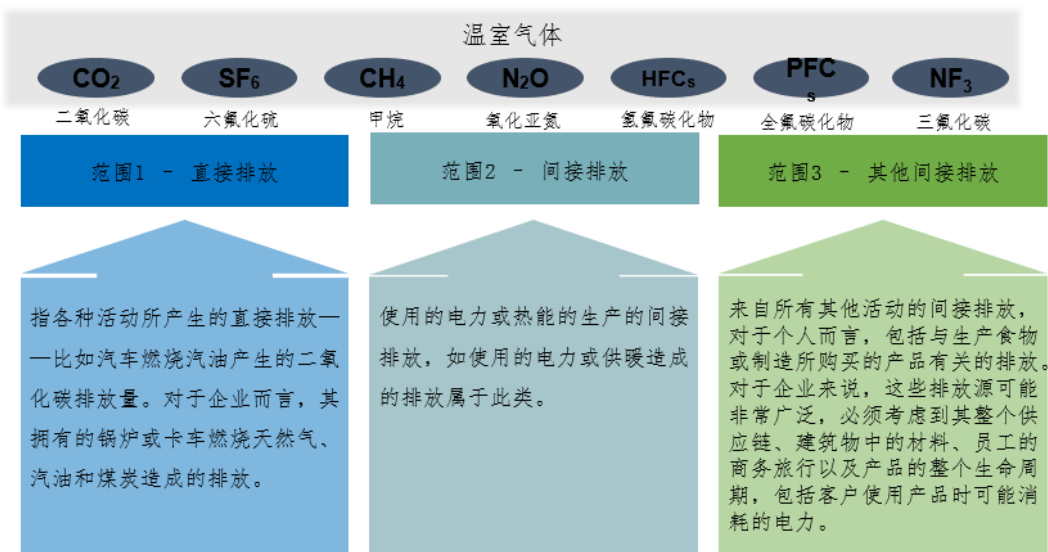 温室气体
CO2 SF6 CH4 N2O HFCs PFC NF3
s
二氧化碳 六氟化硫 甲烷 氧化亚氮 氢氟碳化物 全氟碳化物 三氟化碳
范围1 - 直接排放
指各种活动所产生的直接排放—
—比如汽车燃烧汽油产生的二氧
化碳排放量。对于企业而言，其
拥有的锅炉或卡车燃烧天然气、
汽油和煤炭造成的排放。
范围2 - 间接排放
使用的电力或热能的生产的间接
排放，如使用的电力或供暖造成
的排放属于此类。
范围3 - 其他间接排放
来自所有其他活动的间接排放，
对于个人而言，包括与生产食物
或制造所购买的产品有关的排放。
对于企业来说，这些排放源可能
非常广泛，必须考虑到其整个供
应链、建筑物中的材料、员工的
商务旅行以及产品的整个生命周
期，包括客户使用产品时可能消
耗的电力。